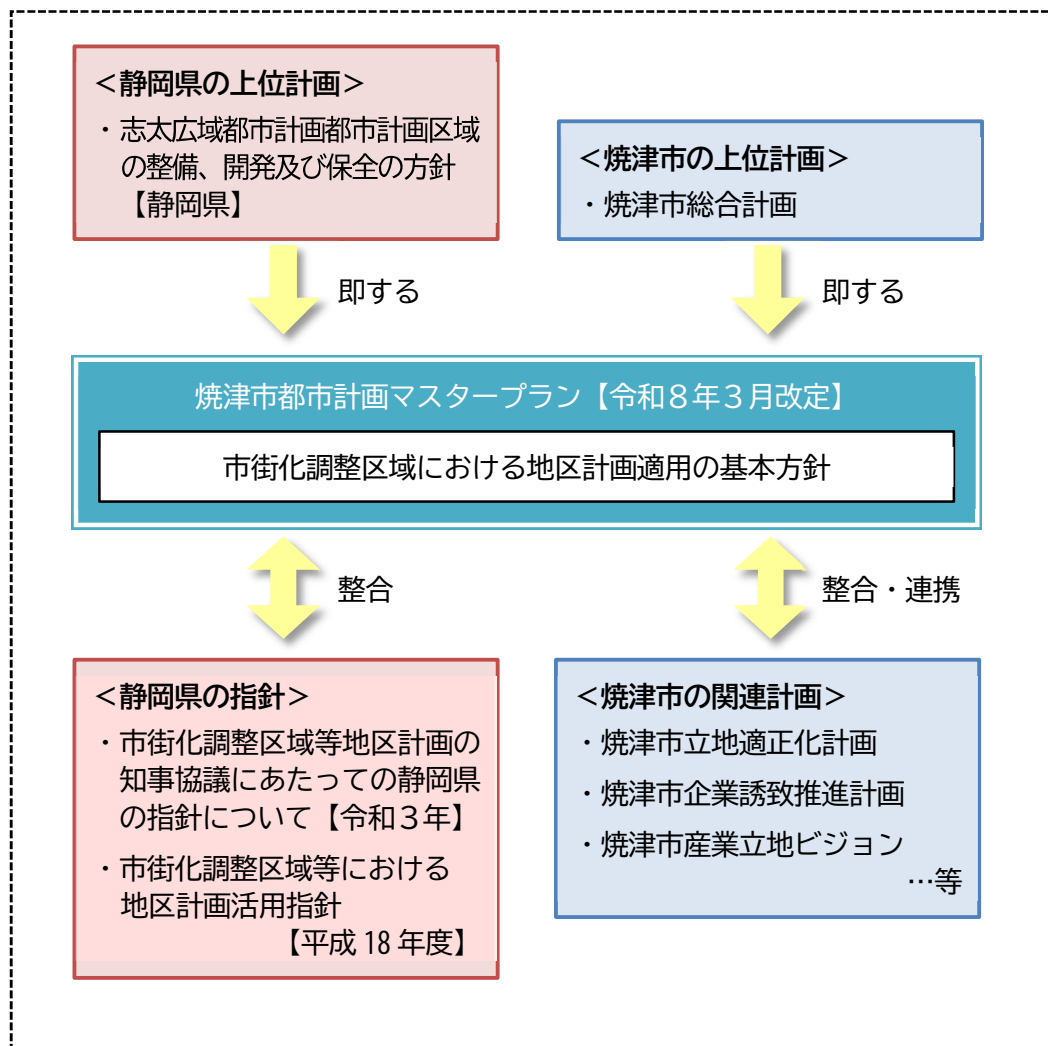 ＜静岡県の上位計画＞
・志太広域都市計画都市計画区域
の整備、開発及び保全の方針
【静岡県】
＜焼津市の上位計画＞
・焼津市総合計画
即する
即する
焼津市都市計画マスタープラン【令和８年３月改定】
市街化調整区域における地区計画適用の基本方針
整合
整合・連携
＜静岡県の指針＞
・市街化調整区域等地区計画の
知事協議にあたっての静岡県
の指針について【令和３年】
・市街化調整区域等における
地区計画活用指針
【平成 18 年度】
＜焼津市の関連計画＞
・焼津市立地適正化計画
・焼津市企業誘致推進計画
・焼津市産業立地ビジョン
…等